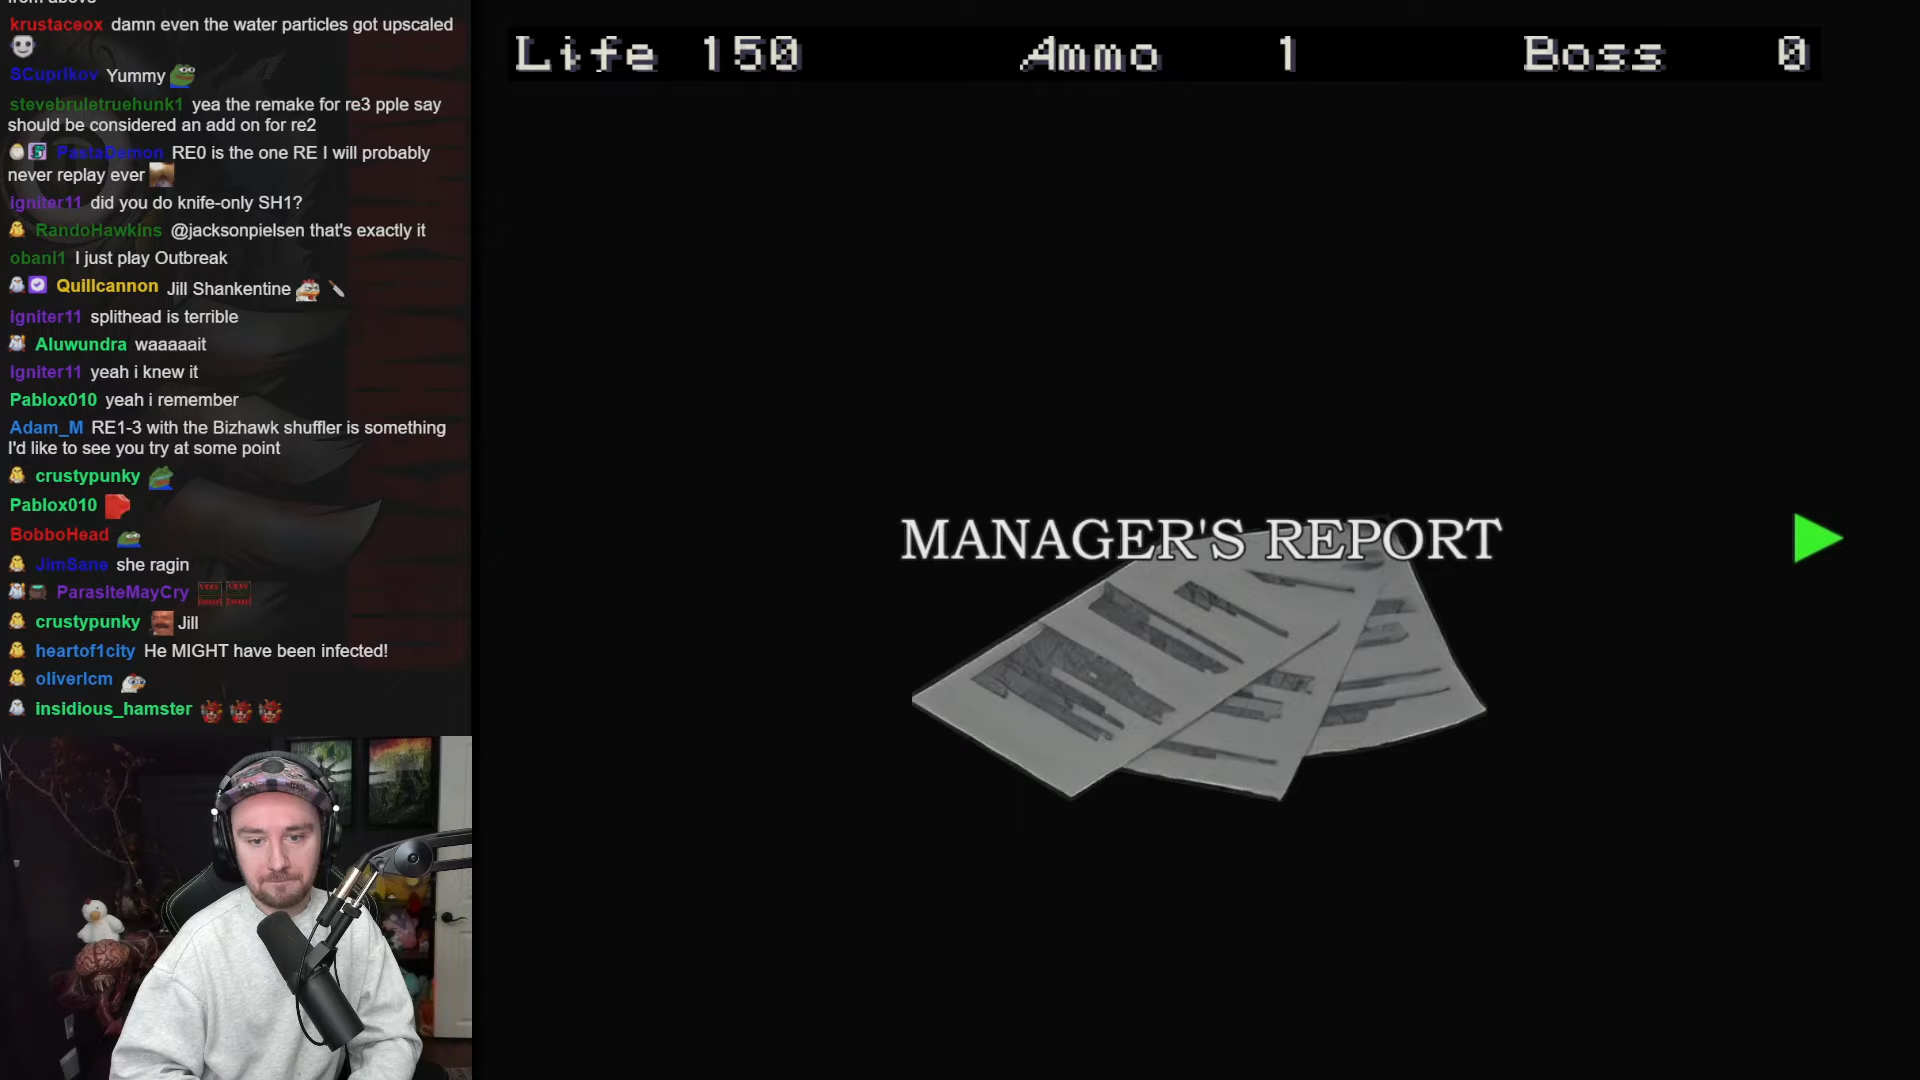 krustaceox damn even the water particles got upscaled
SCuprikov Yummy
stevebruletruehunk1 yea the remake for re3 pple say
should be considered an add on for re2
PastaDemon RE0 is the one RE I will probably
never replay ever
igniter11 did you do knife-only SH1?
RandoHawkins @jacksonpielsen that's exactly it
obani1 I just play Outbreak
Quillcannon Jill Shankentine
igniter11 splithead is terrible
Aluwundra waaaaait
igniter11 yeah i knew it
Pablox010 yeah i remember
Adam_M RE1-3 with the Bizhawk shuffler is something
I'd like to see you try at some point
crustypunky
Pablox010
BobboHead
JimSane she ragin
ParasiteMayCry
crustypunky Jill
heartof1city He MIGHT have been infected!
oliverlcm
insidious_hamster
Life 150 Ammo 1 Boss 0
MANAGER'S REPORT